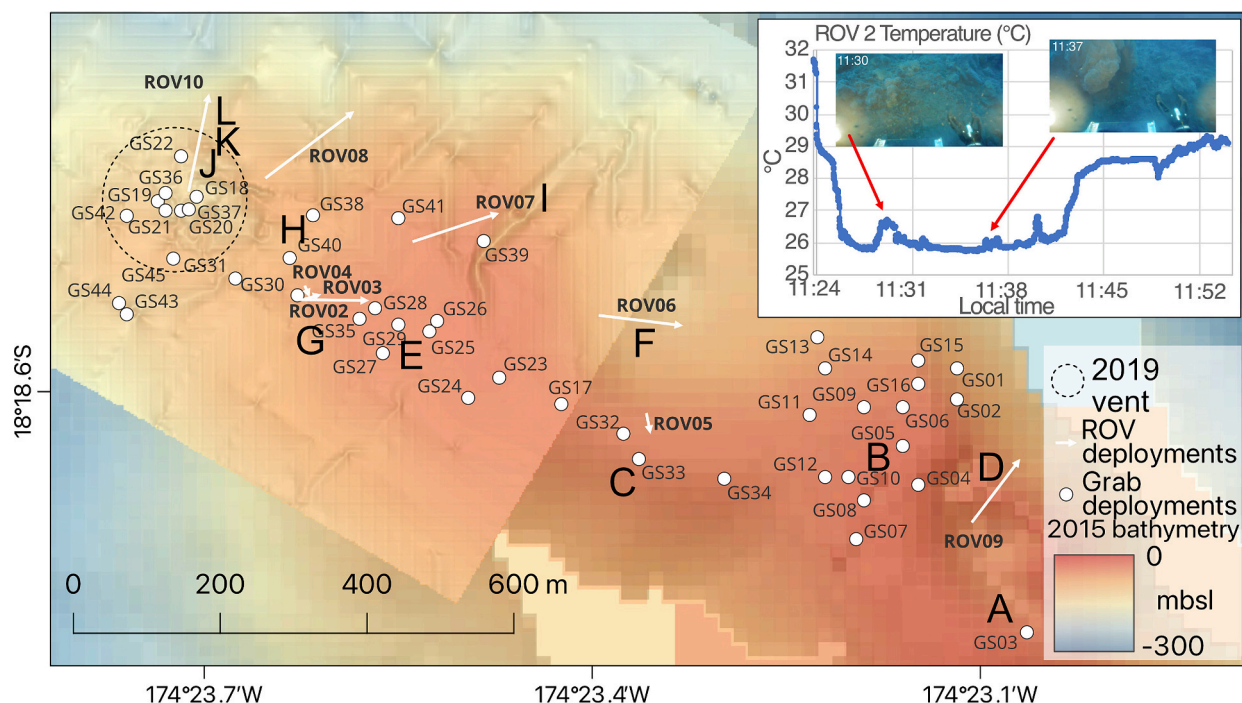 ROV 2 Temperature (°C)
32
31
30
29
28
27
26
25
°C
11:30
11:37
11:24
11:31
11:38
11:45
11:52
Local time
ROV10
L
K
J
GS22
GS36
GS19
GS18
GS42
GS21
GS37
GS20
GS31
GS45
GS44
GS43
GS30
ROV08
H
GS38
GS40
GS41
ROV07
I
GS39
ROV04
ROV03
ROV02
G
GS35
GS28
GS26
GS29
GS25
GS27
E
GS24
GS23
GS17
ROV06
F
GS32
ROV05
GS33
C
GS34
GS13
GS14
GS15
GS01
GS16
GS09
GS02
GS11
GS06
GS05
B
GS12
GS10
GS04
D
GS08
GS07
ROV09
A
GS03
18°18.6'S
0
200
400
600 m
174°23.7'W
174°23.4'W
174°23.1'W
2019
vent
ROV
deployments
Grab
deployments
2015 bathymetry
0
mbsl
-300